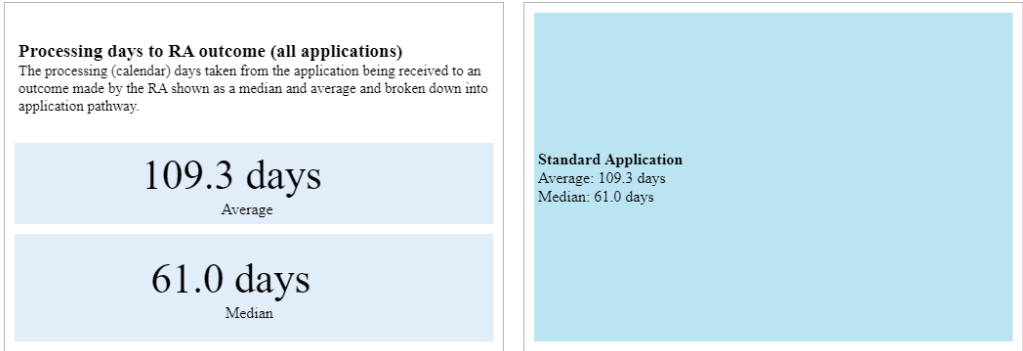 Processing days to RA outcome (all applications)
The processing (calendar) days taken from the application being received to an
outcome made by the RA shown as a median and average and broken down into
application pathway.
109.3 days
Average
61.0 days
Median
Standard Application
Average: 109.3 days
Median: 61.0 days